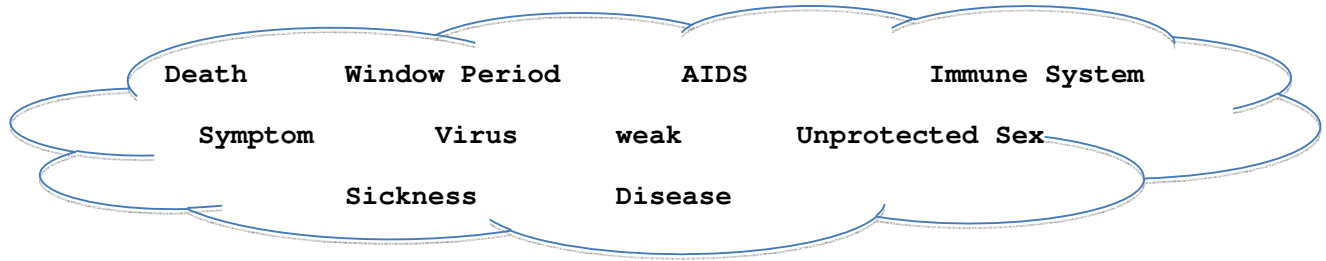 Death Window Period AIDS Immune System
Symptom Virus weak Unprotected Sex
Sickness Disease